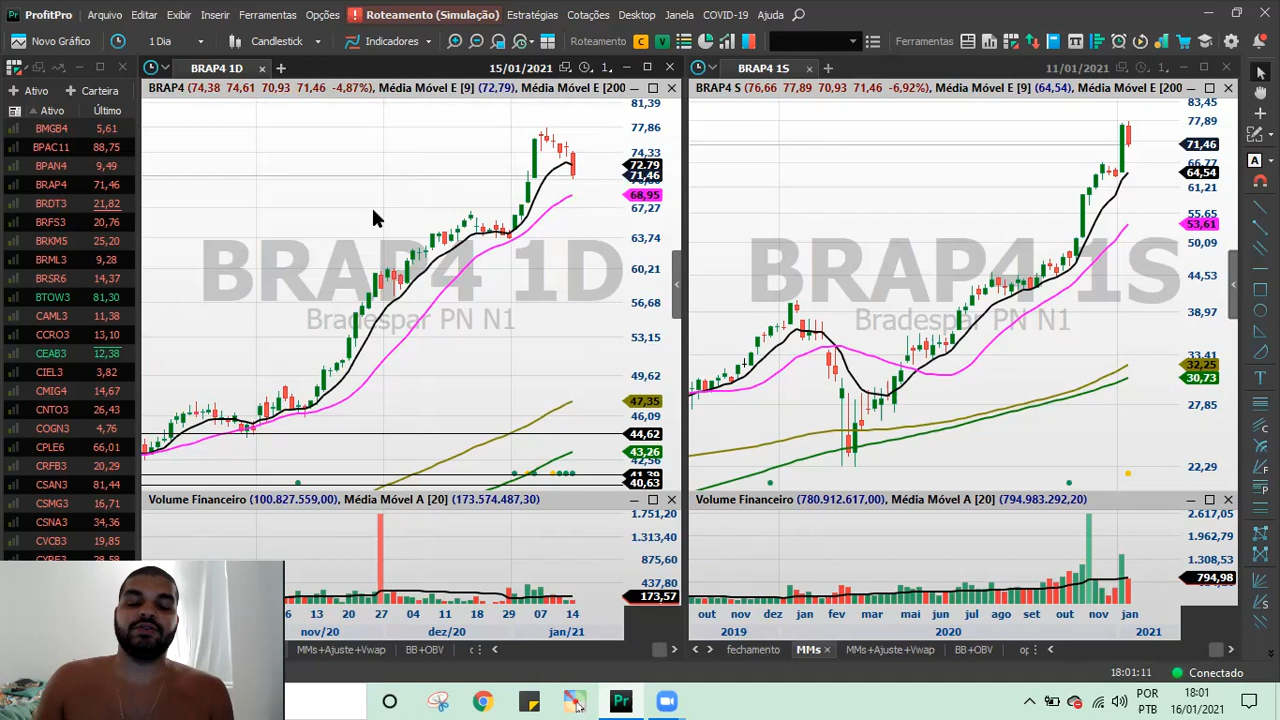 ProfitPro Arquivo Editar Exibir Inserir Ferramentas Opções ! Roteamento (Simulação) Estratégias Cotações Desktop Janela COVID-19 Ajuda
Novo Gráfico 1 Dia Candlestick Indicadores Roteamento C V Ferramentas
BRAP4 1D 15/01/2021 1 BRAP4 1S 11/01/2021 1
Ativo Carteira
BRAP4 (74,38 74,61 70,93 71,46 -4,87%), Média Móvel E [9] (72,79), Média Móvel E [200
BRAP4 S (76,66 77,89 70,93 71,46 -6,92%), Média Móvel E [9] (64,54), Média Móvel E [200
Ativo Último
BMGB4 5,61
BPAC11 88,75
BPAN4 9,49
BRAP4 71,46
BRDT3 21,82
BRFS3 20,76
BRKM5 25,20
BRML3 9,28
BRSR6 14,37
BTOW3 81,30
CAML3 11,38
CCRO3 13,10
CEAB3 12,38
CIEL3 3,82
CMIG4 14,67
CNTO3 26,43
COGN3 4,76
CPLE6 66,01
CRFB3 20,29
CSAN3 81,44
CSMG3 16,71
CSNA3 32,36
CVCB3 19,85
BRAP4 1D
Bradespar PN N1
81,39
77,86
74,33
72,79
71,46
68,95
67,27
63,74
60,21
56,68
53,15
49,62
47,35
46,09
44,62
43,26
42,56
40,63
BRAP4 1S
Bradespar PN N1
83,45
77,89
71,46
66,77
64,54
61,21
55,65
53,61
50,09
44,53
38,97
33,41
32,25
30,73
27,85
22,29
Volume Financeiro (100.827.559,00), Média Móvel A [20] (173.574.487,30)
1.751,20
1.313,40
875,60
437,80
173,57
Volume Financeiro (780.912.617,00), Média Móvel A [20] (794.983.292,20)
2.617,05
1.962,79
1.308,53
794,98
6 13 20 27 04 11 18 29 07 14
nov/20 dez/20 jan/21
out nov dez jan fev mar mai jun jul ago set out nov jan
2019 2020 2021
MMs+Ajuste+Vwap BB+OBV
fechamento MMs MMs+Ajuste+Vwap BB+OBV
18:01:11 Conectado
POR
PTB
18:01
16/01/2021